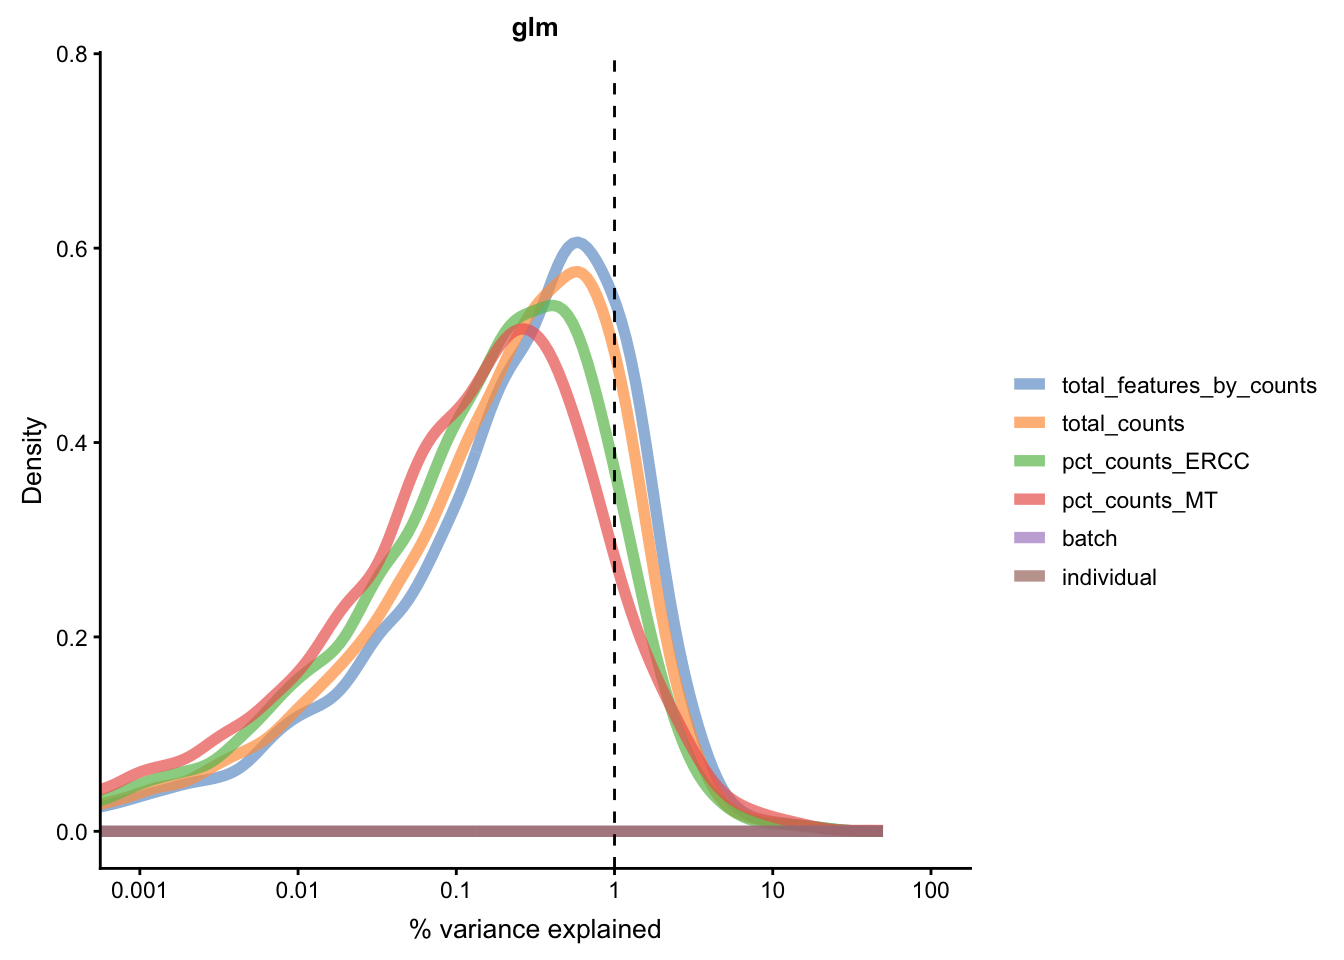 glm
0.8
0.6
0.4
0.2
0.0
Density
0.001 0.01 0.1 1 10 100
% variance explained
total_features_by_counts
total_counts
pct_counts_ERCC
pct_counts_MT
batch
individual